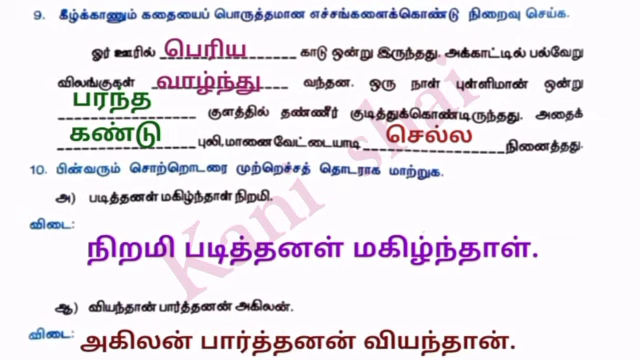 9. கீழ்க்காணும் கதையைப் பொருத்தமான எச்சங்களைக்கொண்டு நிறைவு செய்க.
ஓர் ஊரில் பெரிய காடு ஒன்று இருந்தது. அக்காட்டில் பல்வேறு
விலங்குகள் வாழ்ந்து வந்தன. ஒரு நாள் புள்ளிமான் ஒன்று
பரந்த குளத்தில் தண்ணீர் குடித்துக்கொண்டிருந்தது. அதைக்
கண்டு புலி, மானை வேட்டையாடி செல்ல நினைத்தது.
10. பின்வரும் சொற்றொடரை முற்றெச்சத் தொடராக மாற்றுக.
அ) படித்தனள் மகிழ்ந்தாள் நிறமி.
விடை:
நிறமி படித்தனள் மகிழ்ந்தாள்.
ஆ) வியந்தான் பார்த்தனன் அகிலன்.
விடை: அகிலன் பார்த்தனன் வியந்தான்.
Kani shai